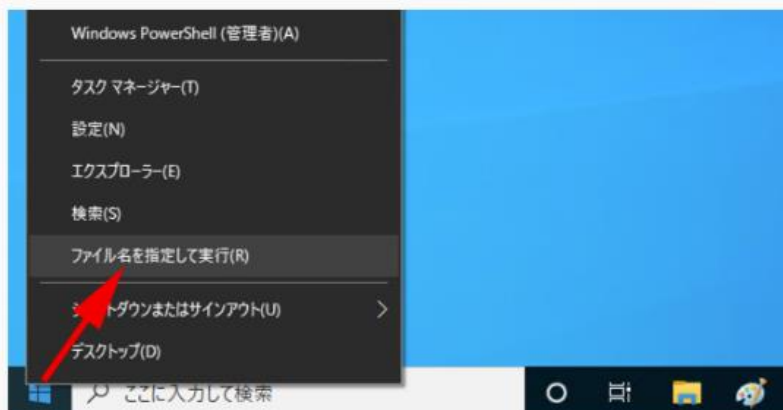 Windows PowerShell (管理者)(A)
タスク マネージャー(T)
設定(N)
エクスプローラー(E)
検索(S)
ファイル名を指定して実行(R)
シャットダウンまたはサインアウト(U)
デスクトップ(D)
ここに入力して検索